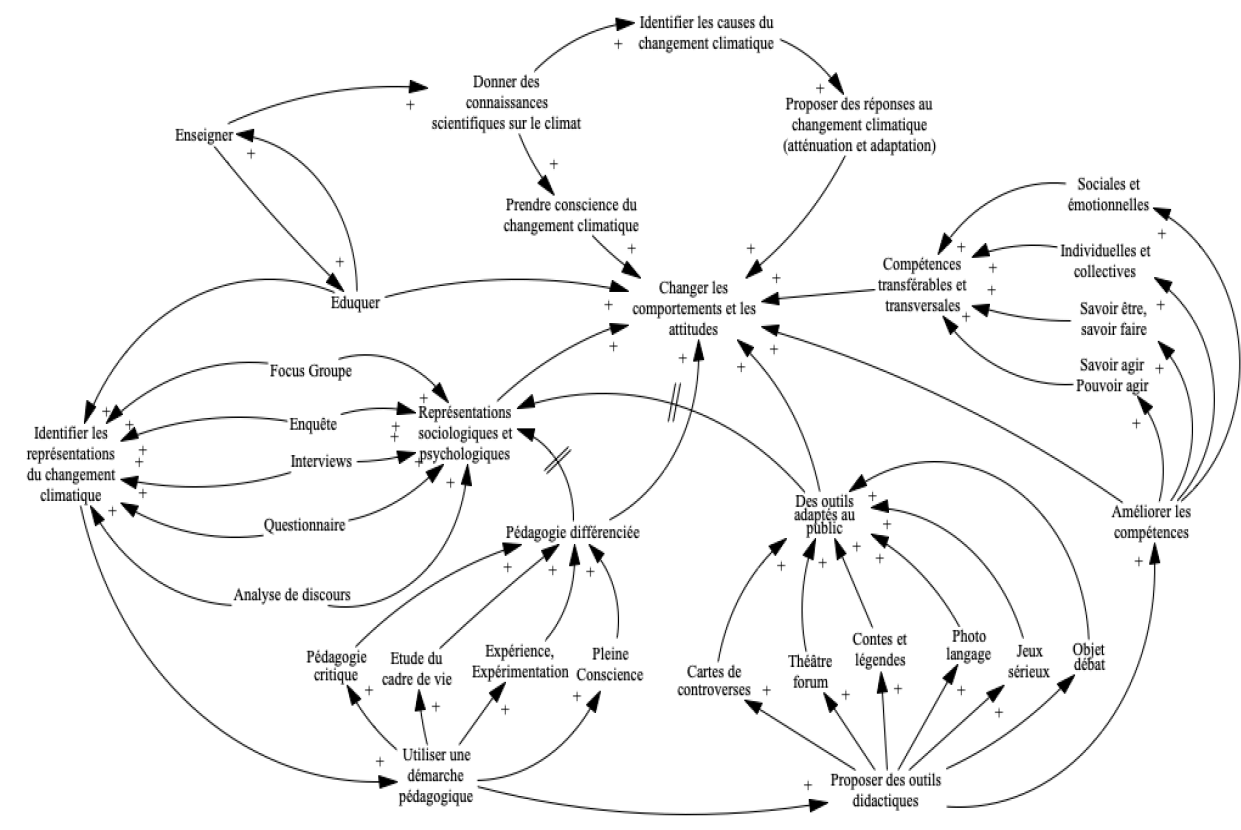 Identifier les causes du
changement climatique
+
Donner des
connaissances
scientifiques sur le climat
+
+
Proposer des réponses au
changement climatique
(atténuation et adaptation)
Enseigner
+
+
Prendre conscience du
changement climatique
+
+
Sociales et
émotionnelles
+
Individuelles et
collectives
+
Savoir être,
savoir faire
+
Savoir agir
Pouvoir agir
+
Compétences
transférables et
transversales
+
+
+
+
+
Eduquer
+
Changer les
comportements et les
attitudes
+
+
+
+
+
Focus Groupe
Enquête
Interviews
Questionnaire
Analyse de discours
Identifier les
représentations
du changement
climatique
+
+
+
+
+
+
Représentations
sociologiques et
psychologiques
+
+
+
+
+
Pédagogie différenciée
+
+
+
Des outils
adaptés au
public
+
+
+
+
+
+
Améliorer les
compétences
+
Pédagogie
critique
+
Etude du
cadre de vie
+
Expérience,
Expérimentation
+
Pleine
Conscience
+
Cartes de
controverses
+
Théâtre
forum
+
Contes et
légendes
+
Photo
langage
+
Jeux
sérieux
+
Objet
débat
Utiliser une
démarche
pédagogique
+
Proposer des outils
didactiques
+